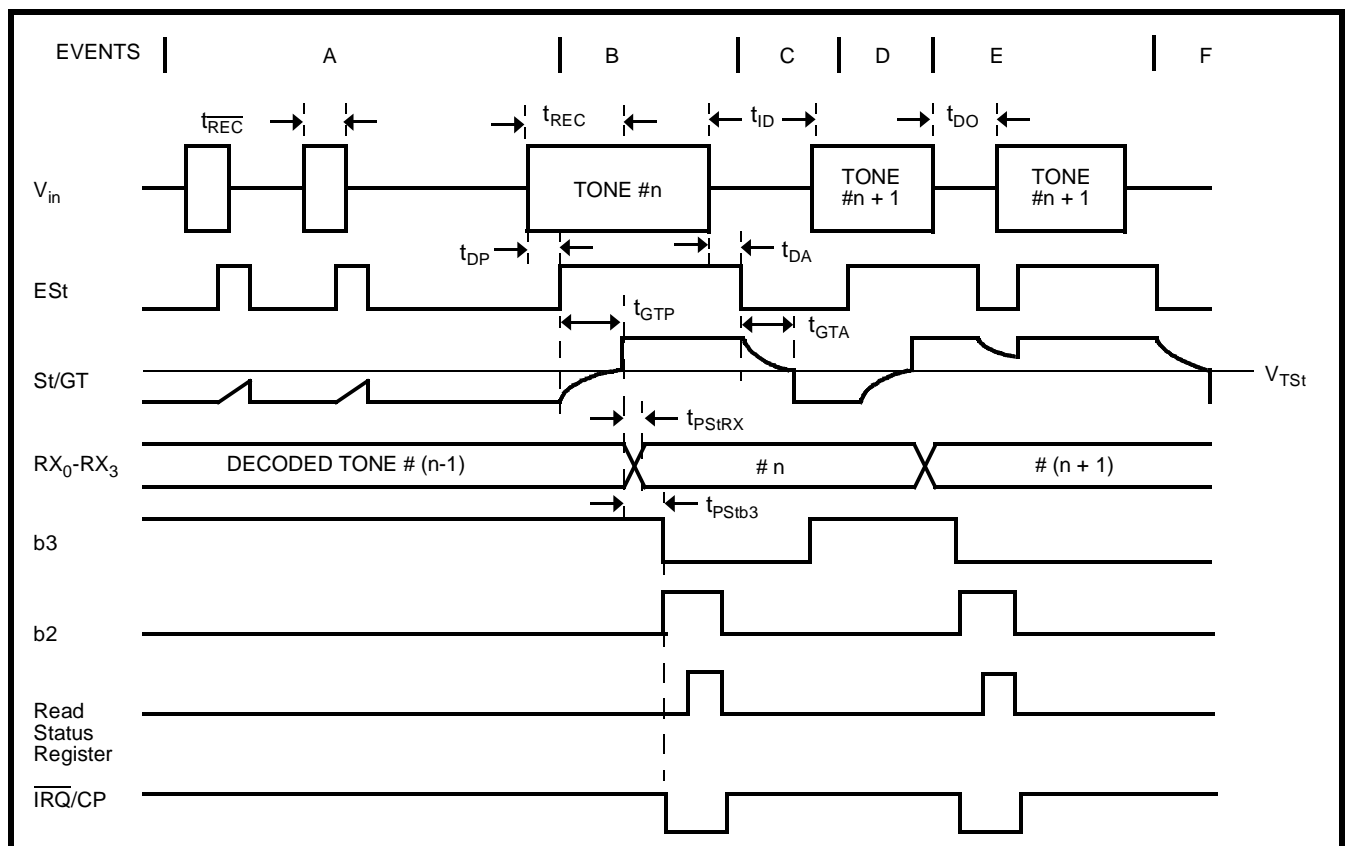 EVENTS A B C D E F
tREC tREC tID tDO
Vin TONE #n TONE #n + 1 TONE #n + 1
tDP tDA
ESt
tGTP tGTA
St/GT VTSt
tPStRX
RX0-RX3 DECODED TONE # (n-1) # n # (n + 1)
tPStb3
b3
b2
Read
Status
Register
IRQ/CP